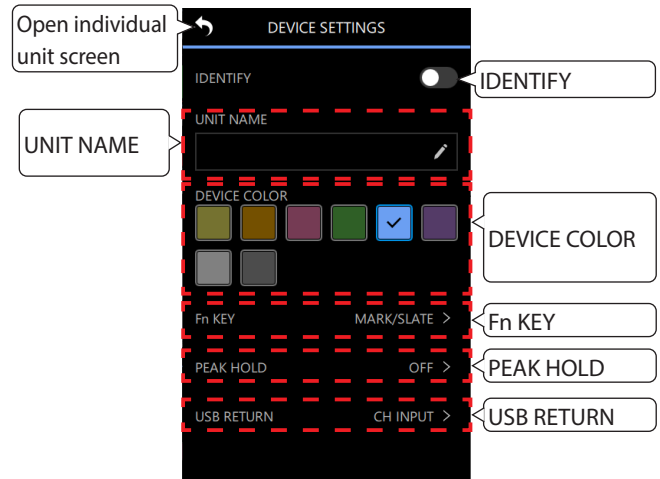 Open individual
unit screen
DEVICE SETTINGS
IDENTIFY
IDENTIFY
UNIT NAME
UNIT NAME
DEVICE COLOR
DEVICE COLOR
Fn KEY
MARK/SLATE >
Fn KEY
PEAK HOLD
OFF >
PEAK HOLD
USB RETURN
CH INPUT >
USB RETURN